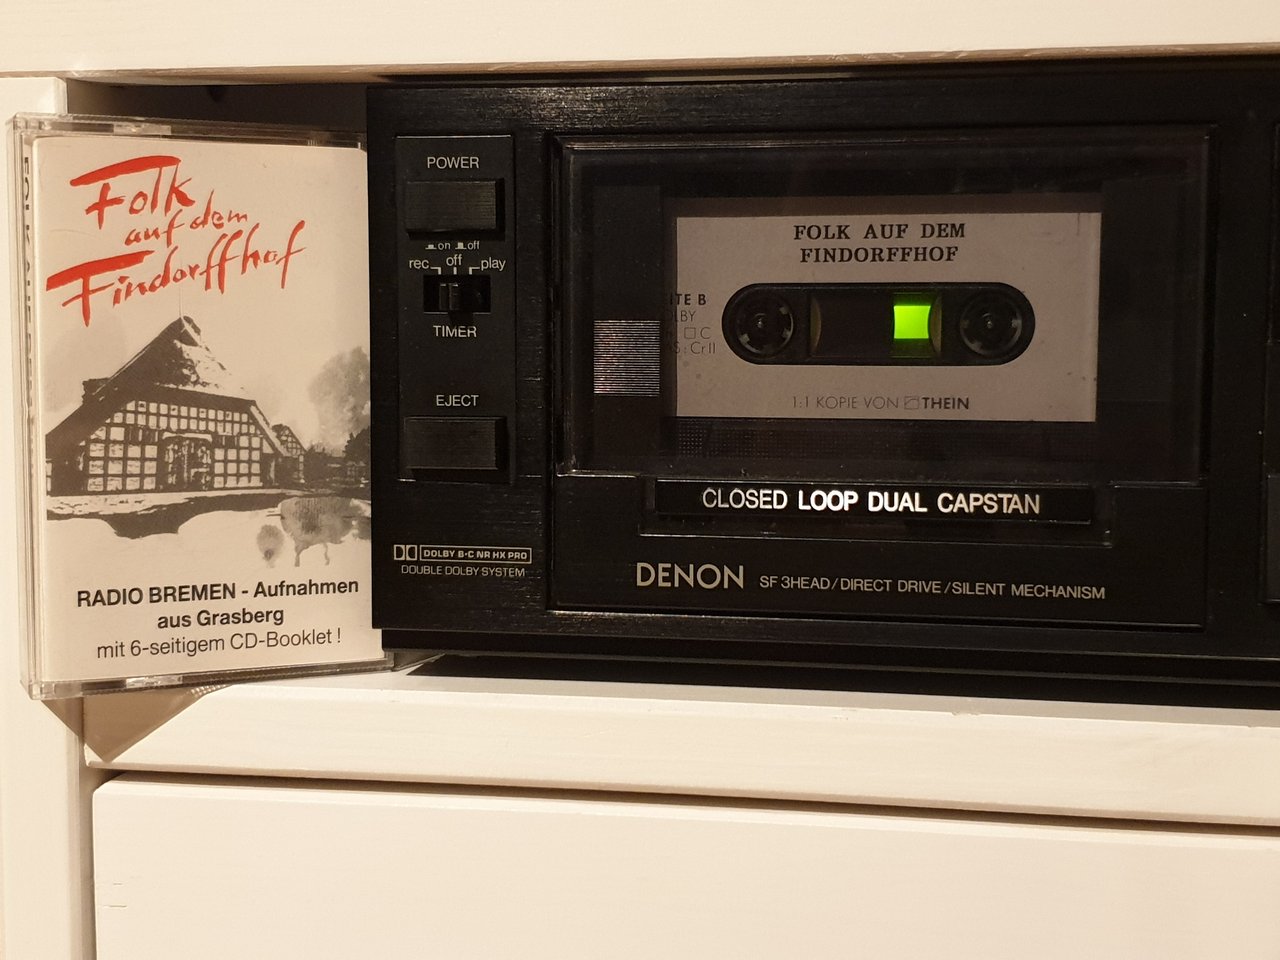 Folk
auf dem
Findorffhof
RADIO BREMEN - Aufnahmen
aus Grasberg
mit 6-seitigem CD-Booklet !
POWER
on off
rec off play
TIMER
EJECT
DOLBY B-C NR HX PRO
DOUBLE DOLBY SYSTEM
FOLK AUF DEM
FINDORFFHOF
B
C
CrII
1:1 KOPIE VON THEIN
CLOSED LOOP DUAL CAPSTAN
DENON SF 3HEAD/DIRECT DRIVE/SILENT MECHANISM